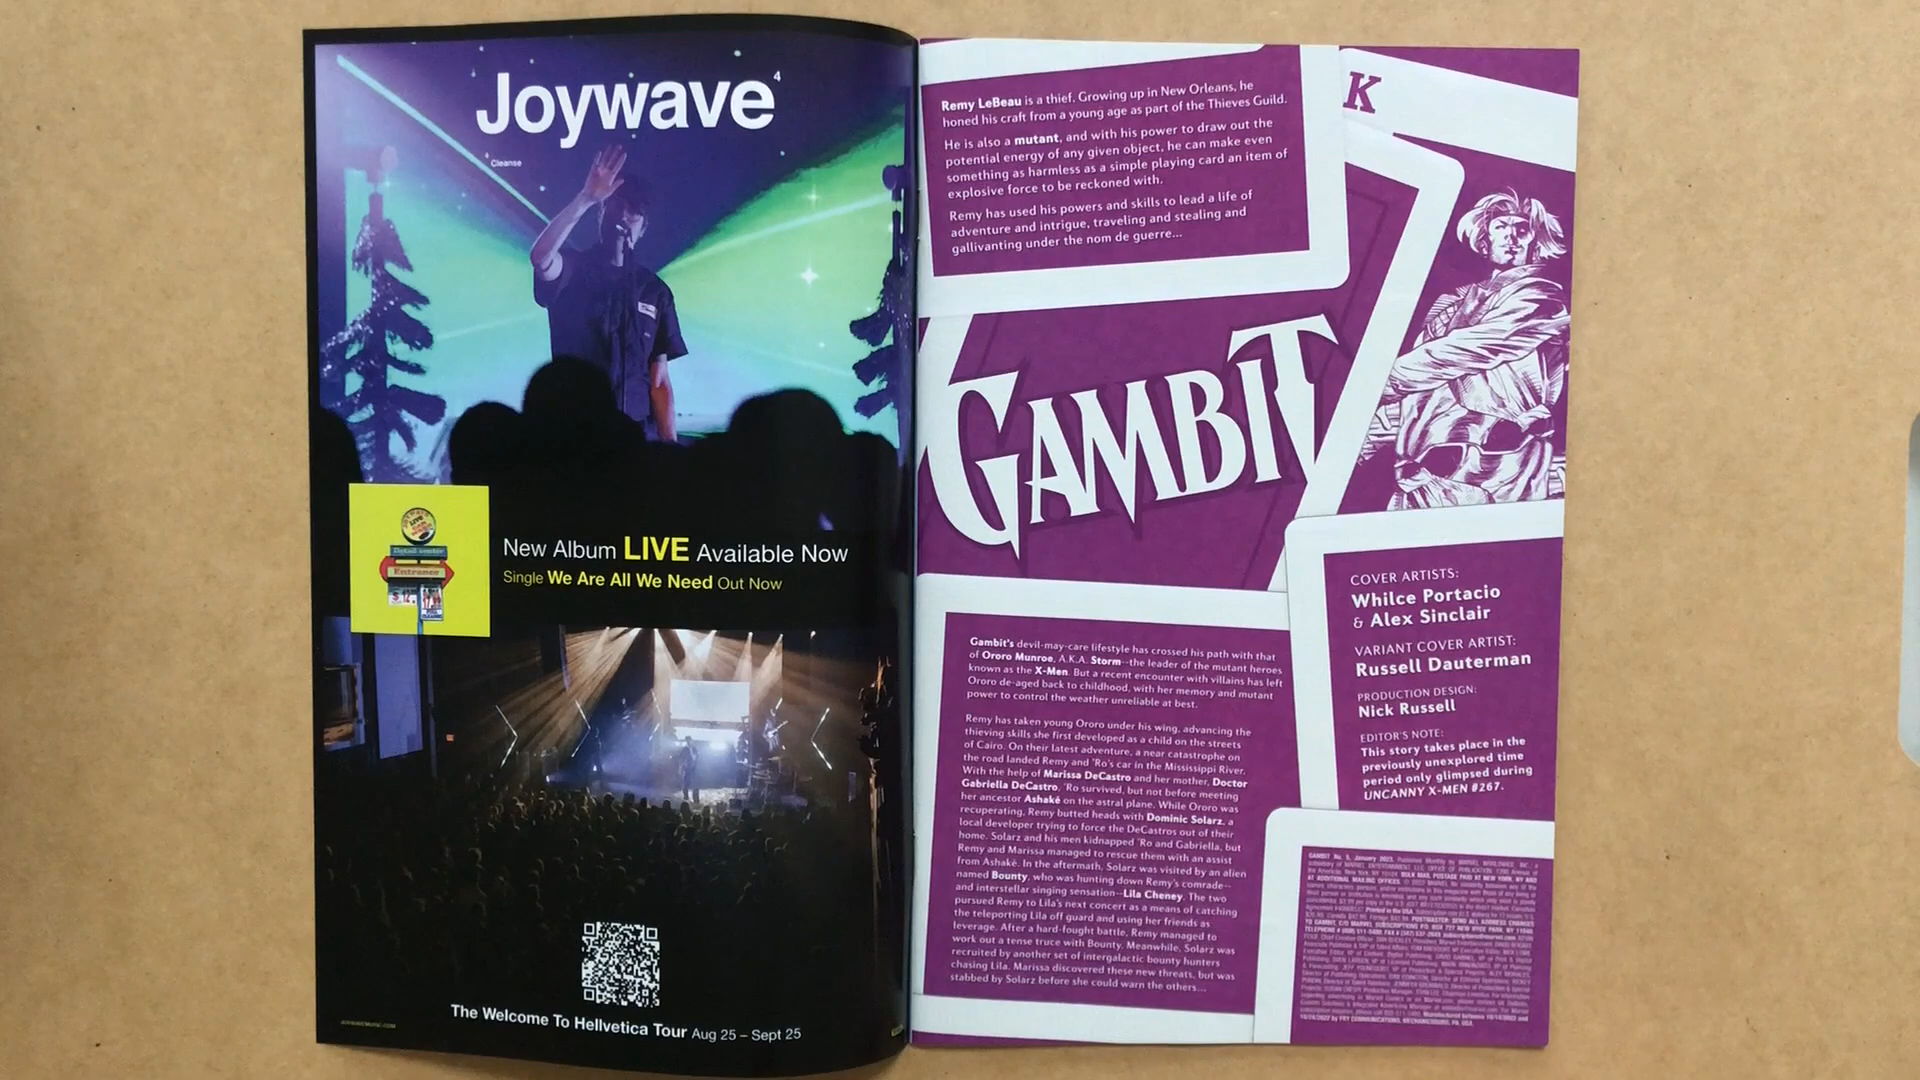 Joywave⁴
⁴ Cleanse
LIVE
Entrance
New Album LIVE Available Now
Single We Are All We Need Out Now
The Welcome To Hellvetica Tour Aug 25 – Sept 25
JOYWAVEMUSIC.COM
Remy LeBeau is a thief. Growing up in New Orleans, he
honed his craft from a young age as part of the Thieves Guild.
He is also a mutant, and with his power to draw out the
potential energy of any given object, he can make even
something as harmless as a simple playing card an item of
explosive force to be reckoned with.
Remy has used his powers and skills to lead a life of
adventure and intrigue, traveling and stealing and
gallivanting under the nom de guerre...
K
GAMBIT
Gambit's devil-may-care lifestyle has crossed his path with that
of Ororo Munroe, A.K.A. Storm--the leader of the mutant heroes
known as the X-Men. But a recent encounter with villains has left
Ororo de-aged back to childhood, with her memory and mutant
power to control the weather unreliable at best.
Remy has taken young Ororo under his wing, advancing the
thieving skills she first developed as a child on the streets
of Cairo. On their latest adventure, a near catastrophe on
the road landed Remy and 'Ro's car in the Mississippi River.
With the help of Marissa DeCastro and her mother, Doctor
Gabriella DeCastro, 'Ro survived, but not before meeting
her ancestor Ashaké on the astral plane. While Ororo was
recuperating, Remy butted heads with Dominic Solarz, a
local developer trying to force the DeCastros out of their
home. Solarz and his men kidnapped 'Ro and Gabriella, but
Remy and Marissa managed to rescue them with an assist
from Ashaké. In the aftermath, Solarz was visited by an alien
named Bounty, who was hunting down Remy's comrade--
and interstellar singing sensation--Lila Cheney. The two
pursued Remy to Lila's next concert as a means of catching
the teleporting Lila off guard and using her friends as
leverage. After a hard-fought battle, Remy managed to
work out a tense truce with Bounty. Meanwhile, Solarz was
recruited by another set of intergalactic bounty hunters
chasing Lila. Marissa discovered these new threats, but was
stabbed by Solarz before she could warn the others...
COVER ARTISTS:
Whilce Portacio
& Alex Sinclair
VARIANT COVER ARTIST:
Russell Dauterman
PRODUCTION DESIGN:
Nick Russell
EDITOR'S NOTE:
This story takes place in the
previously unexplored time
period only glimpsed during
UNCANNY X-MEN #267.
GAMBIT No. 5, January 2023. Published Monthly by MARVEL WORLDWIDE, INC., a